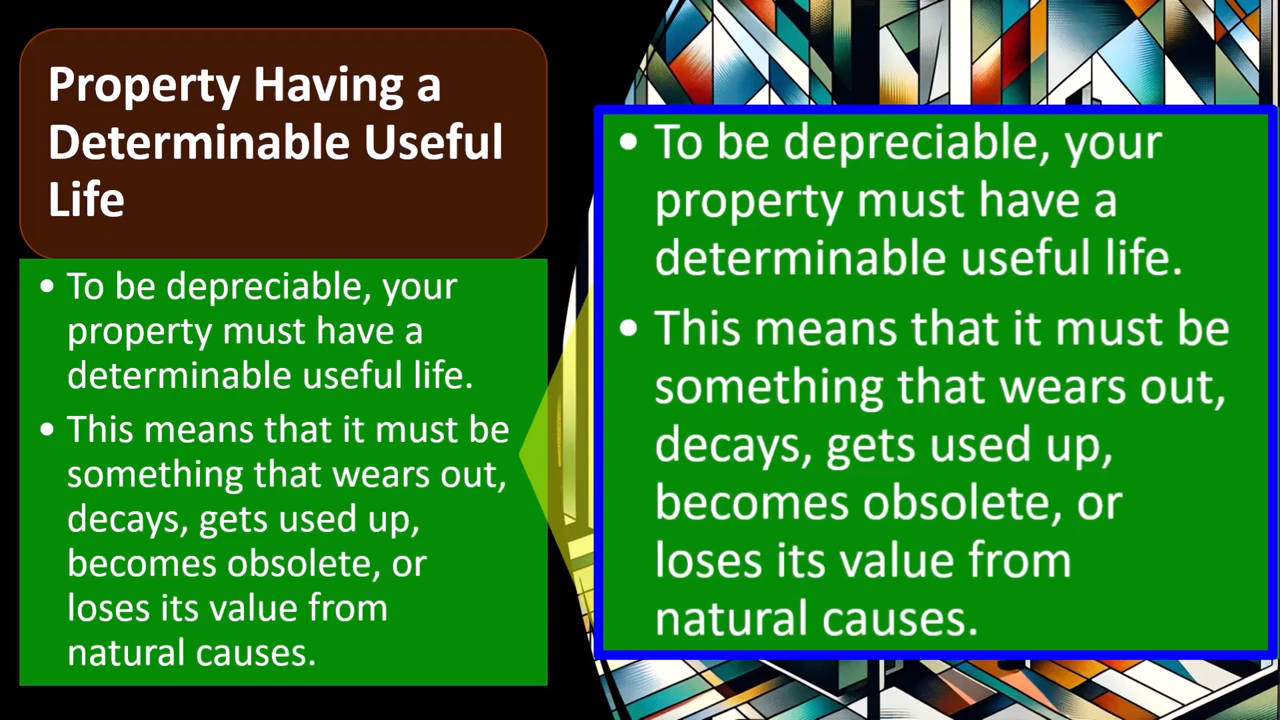 Property Having a
Determinable Useful
Life
• To be depreciable, your
property must have a
determinable useful life.
• This means that it must be
something that wears out,
decays, gets used up,
becomes obsolete, or
loses its value from
natural causes.
• To be depreciable, your
property must have a
determinable useful life.
• This means that it must be
something that wears out,
decays, gets used up,
becomes obsolete, or
loses its value from
natural causes.